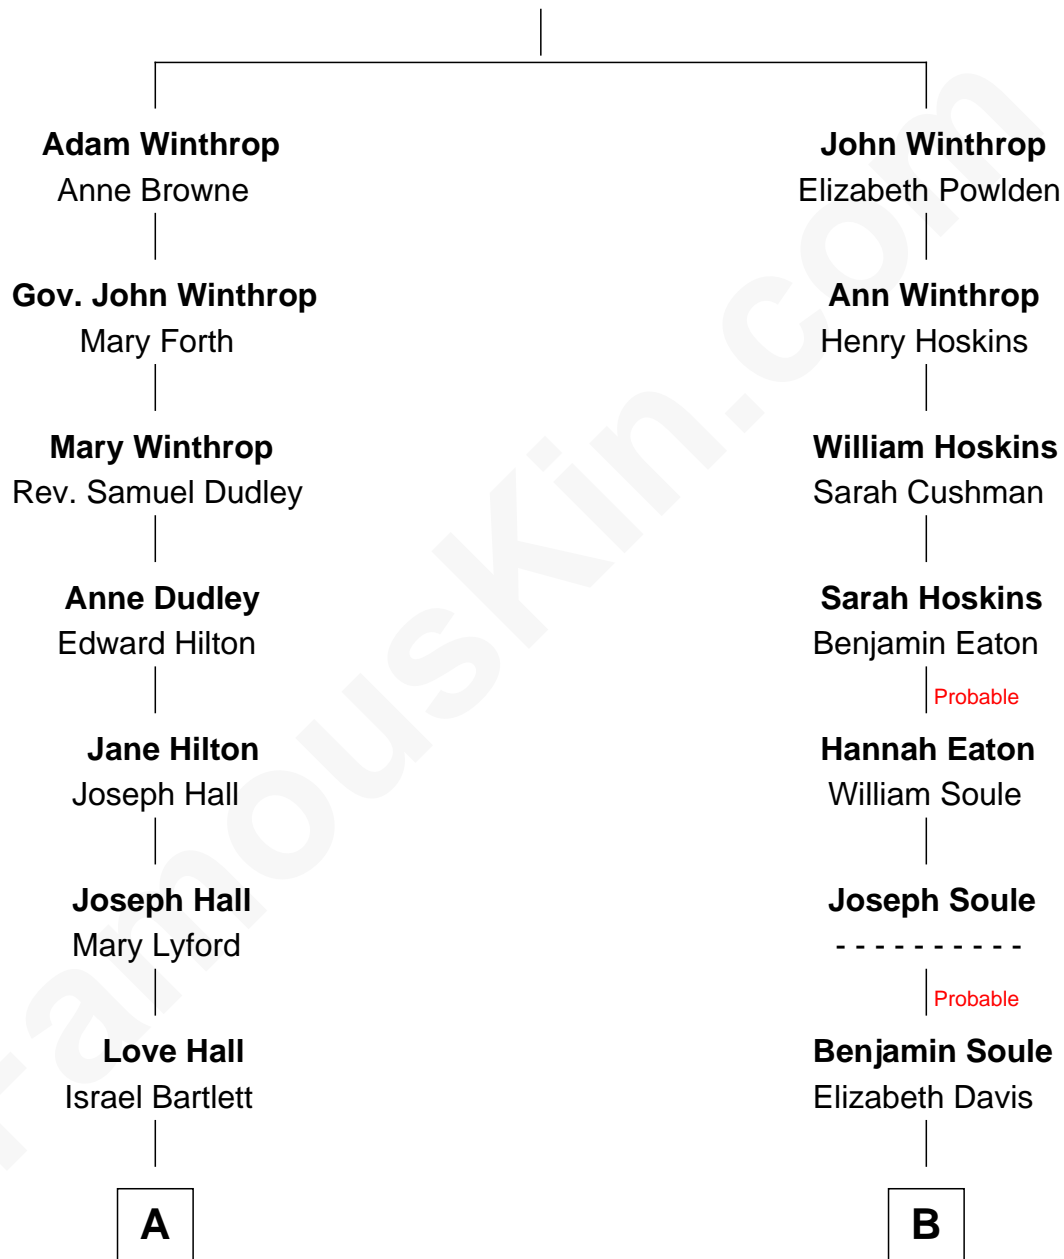 Adam Winthrop
Anne Browne
John Winthrop
Elizabeth Powlden
Gov. John Winthrop
Mary Forth
Ann Winthrop
Henry Hoskins
Mary Winthrop
Rev. Samuel Dudley
William Hoskins
Sarah Cushman
Anne Dudley
Edward Hilton
Sarah Hoskins
Benjamin Eaton
Probable
Jane Hilton
Joseph Hall
Hannah Eaton
William Soule
Joseph Hall
Mary Lyford
Joseph Soule
- - - - - - - - - -
Probable
Love Hall
Israel Bartlett
Benjamin Soule
Elizabeth Davis
A
B
FamousKin.com